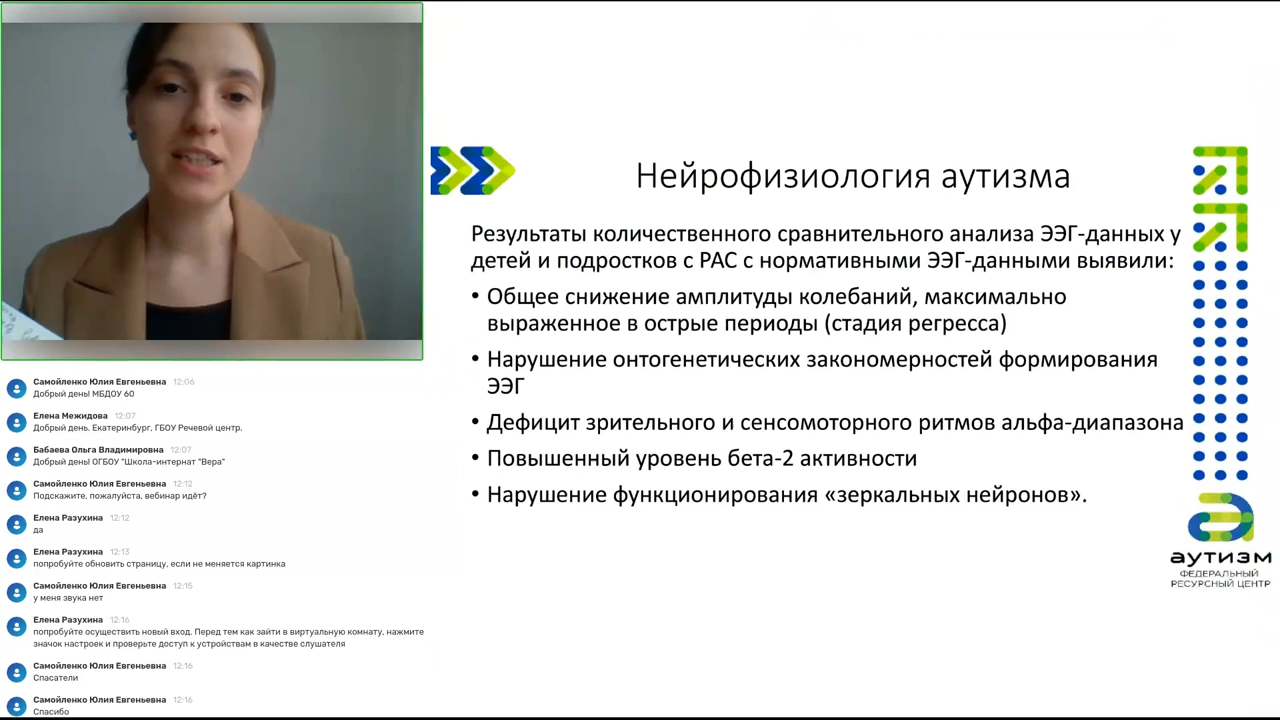 Нейрофизиология аутизма
Результаты количественного сравнительного анализа ЭЭГ-данных у
детей и подростков с РАС с нормативными ЭЭГ-данными выявили:
• Общее снижение амплитуды колебаний, максимально
выраженное в острые периоды (стадия регресса)
• Нарушение онтогенетических закономерностей формирования
ЭЭГ
• Дефицит зрительного и сенсомоторного ритмов альфа-диапазона
• Повышенный уровень бета-2 активности
• Нарушение функционирования «зеркальных нейронов».
аутизм
ФЕДЕРАЛЬНЫЙ
РЕСУРСНЫЙ ЦЕНТР
Самойленко Юлия Евгеньевна 12:06
Добрый день! МБДОУ 60
Елена Межидова 12:07
Добрый день. Екатеринбург, ГБОУ Речевой центр.
Бабаева Ольга Владимировна 12:07
Добрый день! ОГБОУ "Школа-интернат "Вера"
Самойленко Юлия Евгеньевна 12:12
Подскажите, пожалуйста, вебинар идёт?
Елена Разухина 12:12
да
Елена Разухина 12:13
попробуйте обновить страницу, если не меняется картинка
Самойленко Юлия Евгеньевна 12:15
у меня звука нет
Елена Разухина 12:16
попробуйте осуществить новый вход. Перед тем как зайти в виртуальную комнату, нажмите
значок настроек и проверьте доступ к устройствам в качестве слушателя
Самойленко Юлия Евгеньевна 12:16
Спасатели
Самойленко Юлия Евгеньевна 12:16
Спасибо